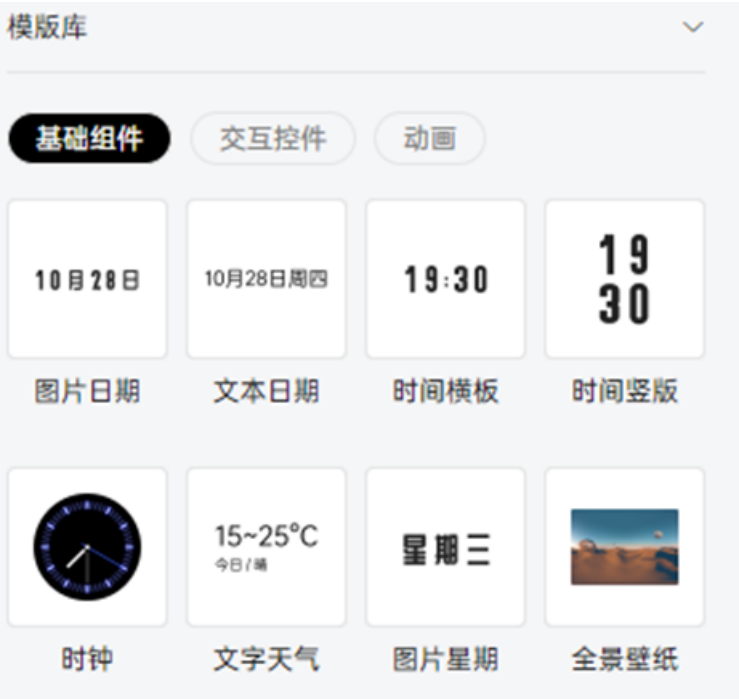 模版库
基础组件 交互控件 动画
10月28日 10月28日周四 19:30 19
30
图片日期 文本日期 时间横板 时间竖版
15~25°C
今日/晴
星期三
时钟 文字天气 图片星期 全景壁纸